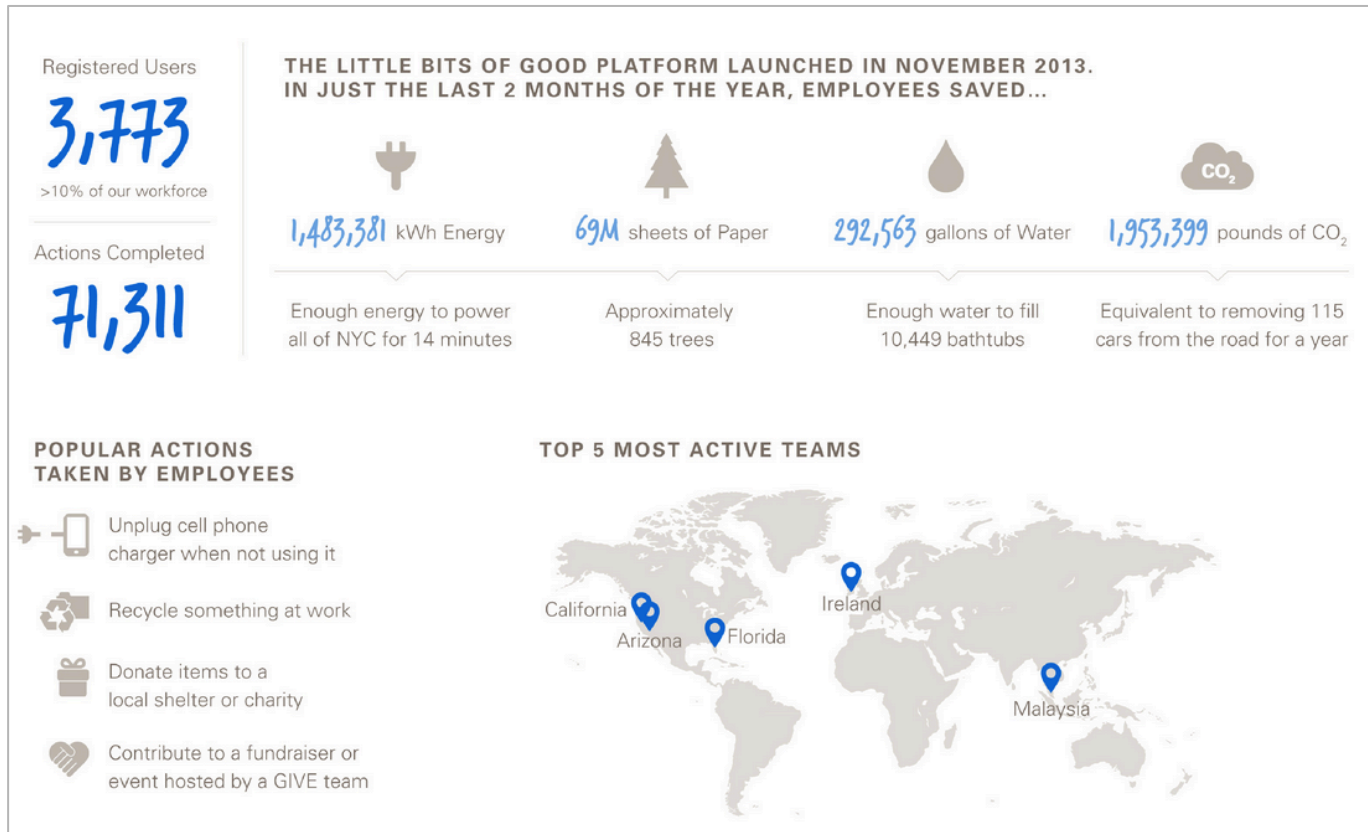 Registered Users
3,773
>10% of our workforce
Actions Completed
71,311
THE LITTLE BITS OF GOOD PLATFORM LAUNCHED IN NOVEMBER 2013.
IN JUST THE LAST 2 MONTHS OF THE YEAR, EMPLOYEES SAVED...
1,483,381 kWh Energy
Enough energy to power
all of NYC for 14 minutes
69M sheets of Paper
Approximately
845 trees
292,563 gallons of Water
Enough water to fill
10,449 bathtubs
CO₂
1,953,399 pounds of CO₂
Equivalent to removing 115
cars from the road for a year
POPULAR ACTIONS
TAKEN BY EMPLOYEES
Unplug cell phone
charger when not using it
Recycle something at work
Donate items to a
local shelter or charity
Contribute to a fundraiser or
event hosted by a GIVE team
TOP 5 MOST ACTIVE TEAMS
California
Arizona
Florida
Ireland
Malaysia